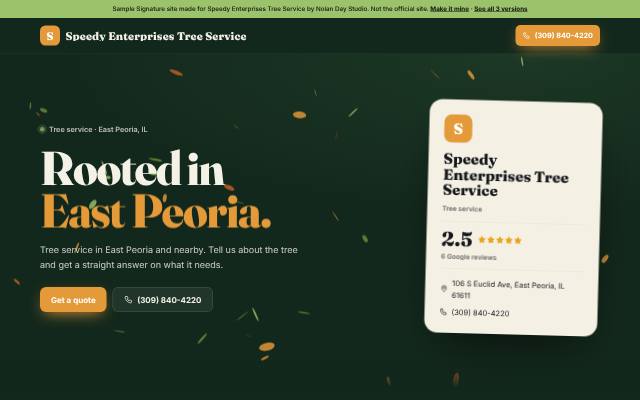 Sample Signature site made for Speedy Enterprises Tree Service by Nolan Day Studio. Not the official site. Make it mine · See all 3 versions
S Speedy Enterprises Tree Service
(309) 840-4220
Tree service · East Peoria, IL
Rooted in
East Peoria.
Tree service in East Peoria and nearby. Tell us about the tree
and get a straight answer on what it needs.
Get a quote
(309) 840-4220
S
Speedy
Enterprises Tree
Service
Tree service
2.5 ★★★★★
6 Google reviews
106 S Euclid Ave, East Peoria, IL
61611
(309) 840-4220